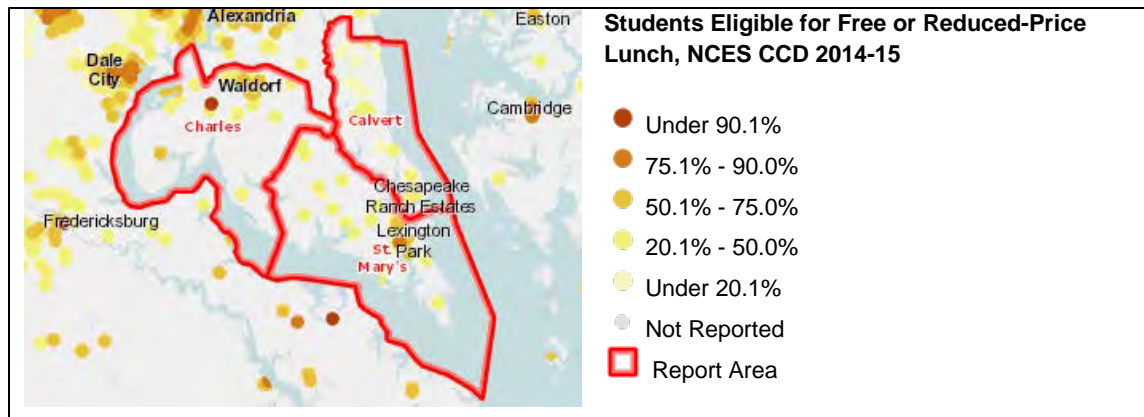 Alexandria
Easton
Dale
City
Waldorf
Cambridge
Charles
Calvert
Chesapeake
Ranch Estates
Fredericksburg
Lexington
Park
St.
Mary's
Students Eligible for Free or Reduced-Price
Lunch, NCES CCD 2014-15
Under 90.1%
75.1% - 90.0%
50.1% - 75.0%
20.1% - 50.0%
Under 20.1%
Not Reported
Report Area